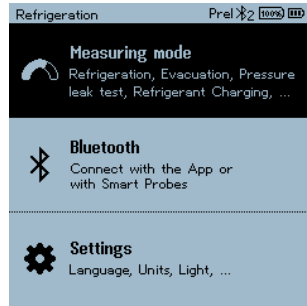 Refrigeration Prel 2 100%
Measuring mode
Refrigeration, Evacuation, Pressure
leak test, Refrigerant Charging, ...
Bluetooth
Connect with the App or
with Smart Probes
Settings
Language, Units, Light, ...